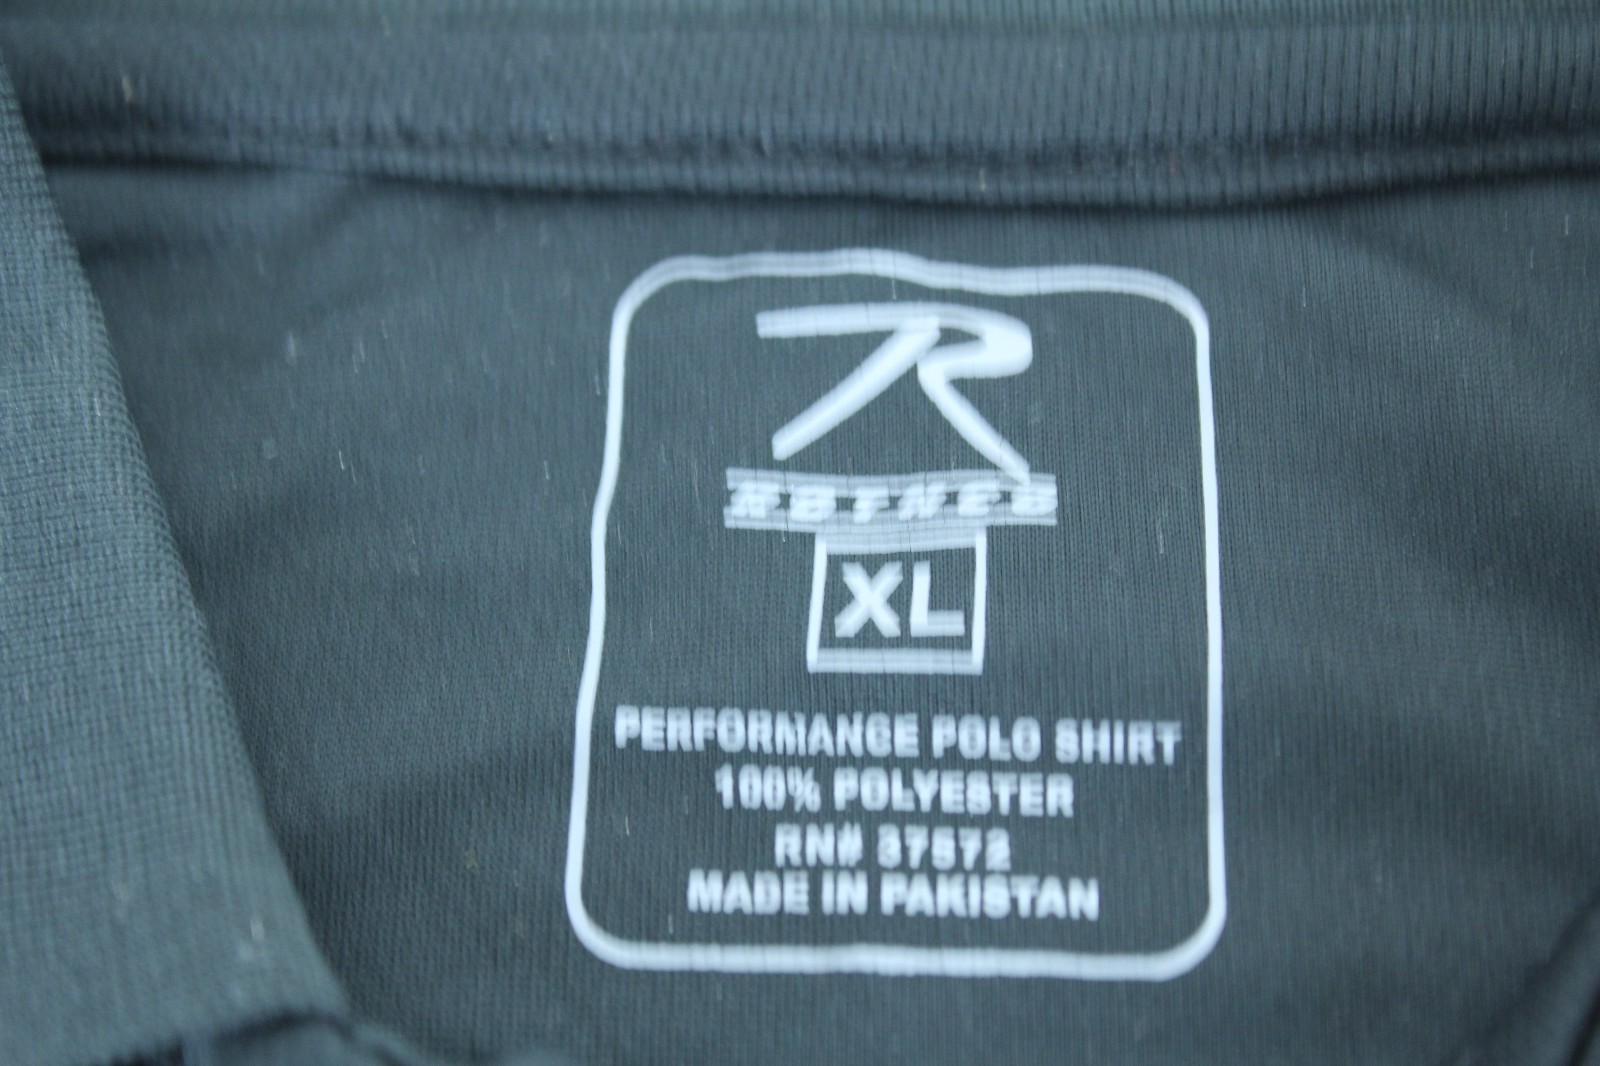 R
ROTHCO
XL
PERFORMANCE POLO SHIRT
100% POLYESTER
RN# 37572
MADE IN PAKISTAN